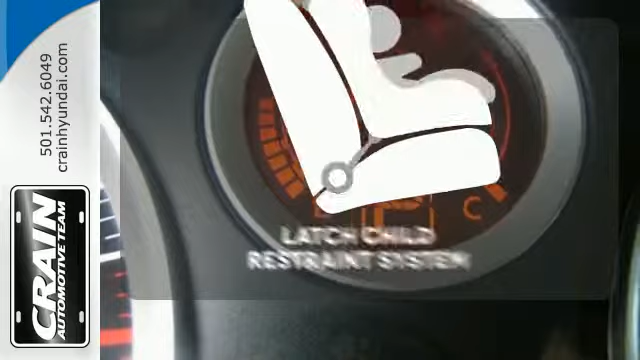 501.542.6049
crainhyundai.com
CRAIN
AUTOMOTIVE TEAM
LATCH CHILD
RESTRAINT SYSTEM
C